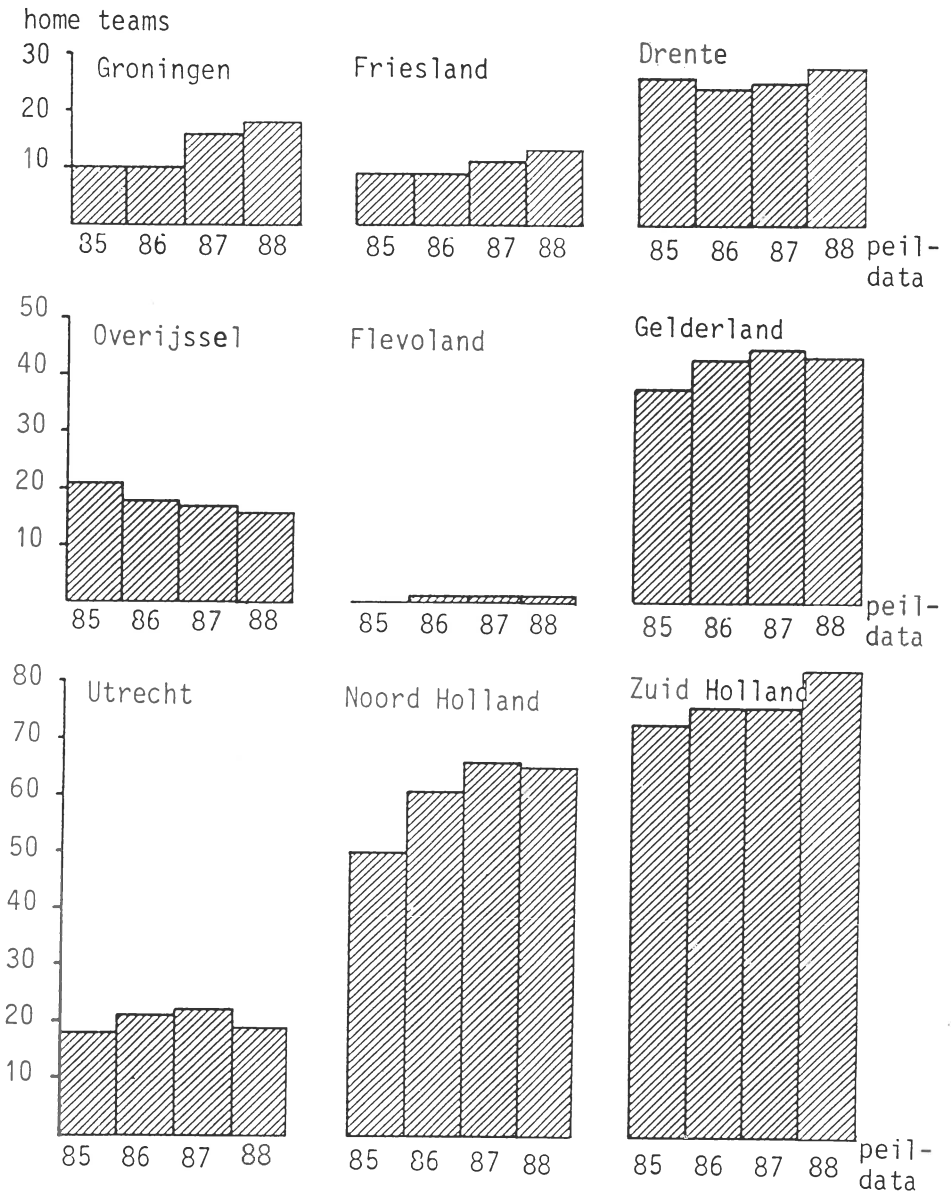 home teams
30
Groningen
Friesland
Drente
20
10
85 86 87 88
85 86 87 88
85 86 87 88 peil-
data
50
Overijssel
Flevoland
Gelderland
40
30
20
10
85 86 87 88
85 86 87 88
85 86 87 88 peil-
data
80
Utrecht
Noord Holland
Zuid Holland
70
60
50
40
30
20
10
85 86 87 88
85 86 87 88
85 86 87 88 peil-
data